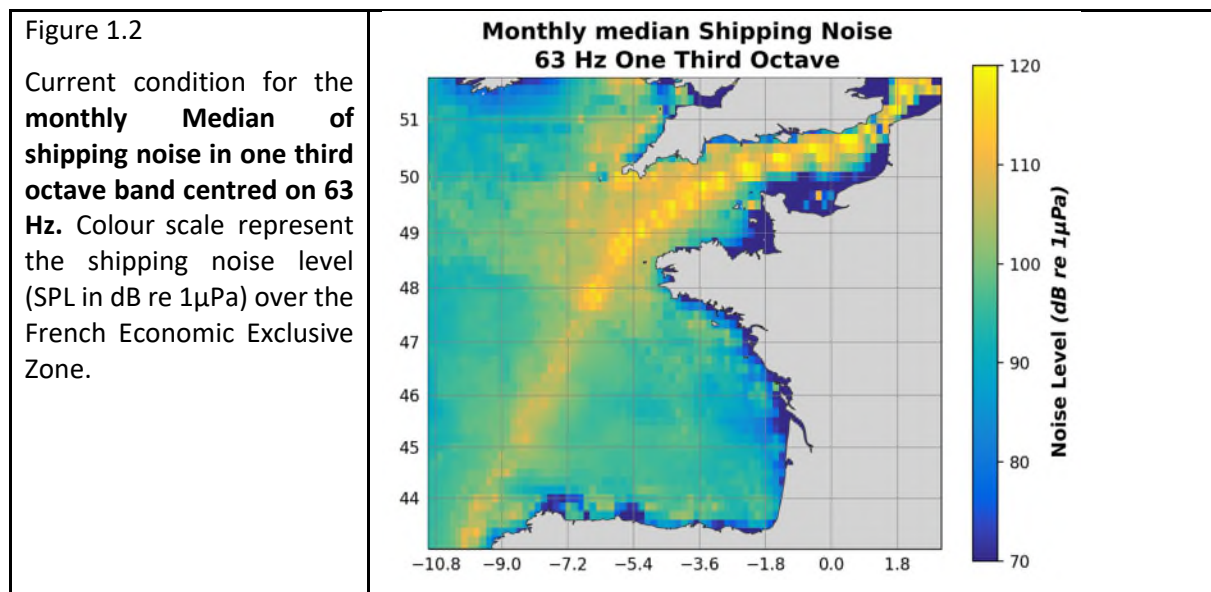 Figure 1.2
Current condition for the
monthly Median of
shipping noise in one third
octave band centred on 63
Hz. Colour scale represent
the shipping noise level
(SPL in dB re 1µPa) over the
French Economic Exclusive
Zone.
Monthly median Shipping Noise
63 Hz One Third Octave
51
50
49
48
47
46
45
44
−10.8 −9.0 −7.2 −5.4 −3.6 −1.8 0.0 1.8
120
110
100
90
80
70
Noise Level (dB re 1µPa)